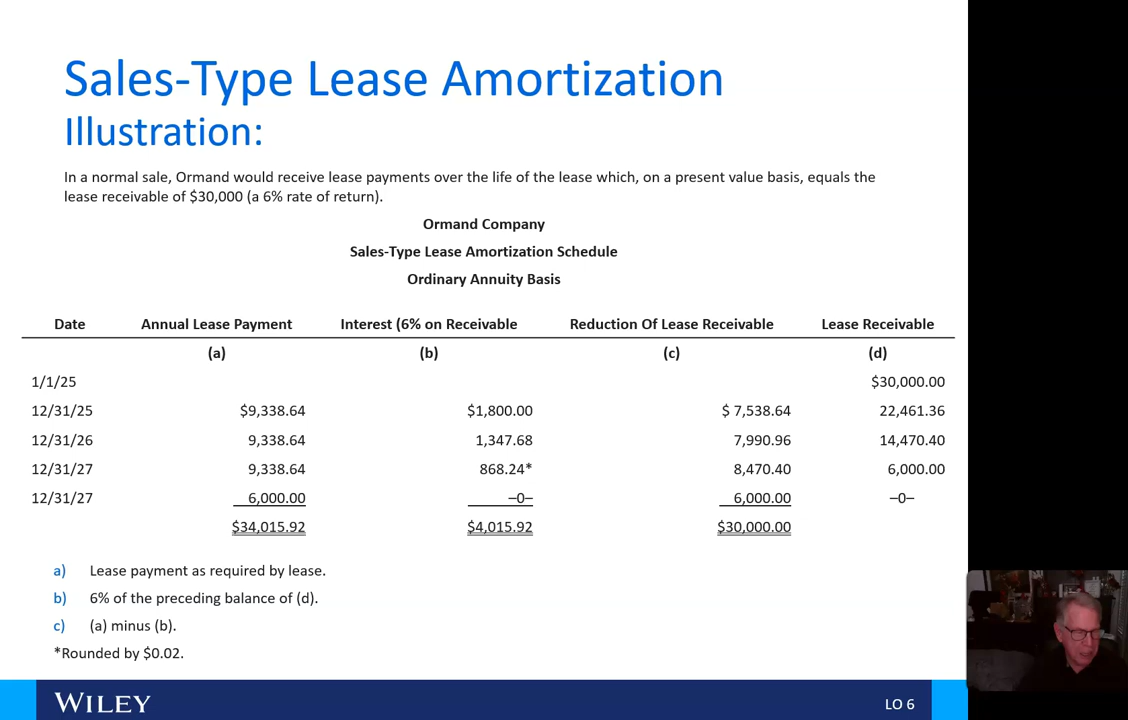 Sales-Type Lease Amortization
Illustration:
In a normal sale, Ormand would receive lease payments over the life of the lease which, on a present value basis, equals the
lease receivable of $30,000 (a 6% rate of return).
Ormand Company
Sales-Type Lease Amortization Schedule
Ordinary Annuity Basis
Date Annual Lease Payment Interest (6% on Receivable Reduction Of Lease Receivable Lease Receivable
(a) (b) (c) (d)
1/1/25 $30,000.00
12/31/25 $9,338.64 $1,800.00 $ 7,538.64 22,461.36
12/31/26 9,338.64 1,347.68 7,990.96 14,470.40
12/31/27 9,338.64 868.24* 8,470.40 6,000.00
12/31/27 6,000.00 –0– 6,000.00 –0–
$34,015.92 $4,015.92 $30,000.00
a) Lease payment as required by lease.
b) 6% of the preceding balance of (d).
c) (a) minus (b).
*Rounded by $0.02.
WILEY LO 6